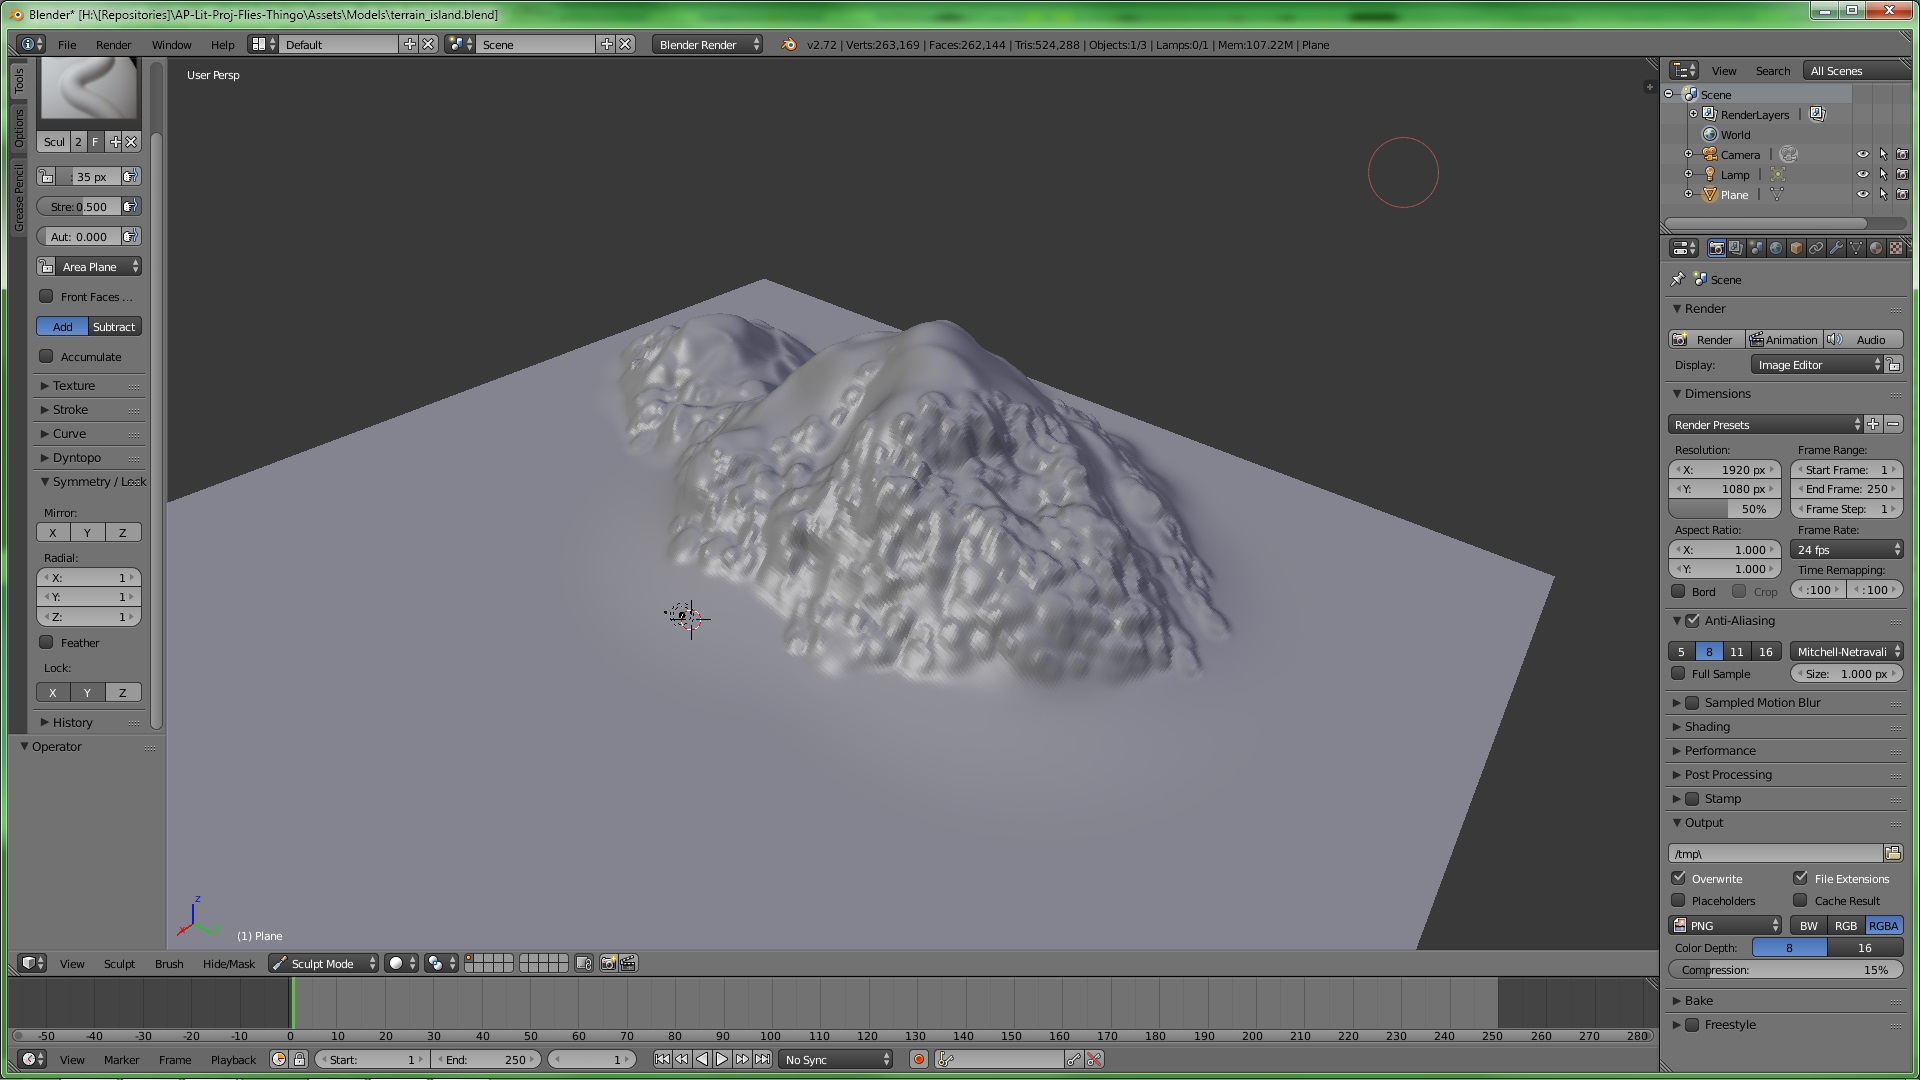 Blender* [H:\[Repositories]\AP-Lit-Proj-Flies-Thingo\Assets\Models\terrain_island.blend]
File Render Window Help Default Scene Blender Render v2.72 | Verts:263,169 | Faces:262,144 | Tris:524,288 | Objects:1/3 | Lamps:0/1 | Mem:107.22M | Plane
Tools
Options
Grease Pencil
Scul 2 F
: 35 px
Stre: 0.500
Aut: 0.000
Area Plane
Front Faces ...
Add Subtract
Accumulate
Texture
Stroke
Curve
Dyntopo
Symmetry / Lock
Mirror:
X Y Z
Radial:
X: 1
Y: 1
Z: 1
Feather
Lock:
X Y Z
History
Operator
User Persp
z
(1) Plane
View Sculpt Brush Hide/Mask Sculpt Mode
-50 -40 -30 -20 -10 0 10 20 30 40 50 60 70 80 90 100 110 120 130 140 150 160 170 180 190 200 210 220 230 240 250 260 270 280
View Marker Frame Playback Start: 1 End: 250 1 No Sync
View Search All Scenes
Scene
RenderLayers
World
Camera
Lamp
Plane
Scene
Render
Render Animation Audio
Display: Image Editor
Dimensions
Render Presets
Resolution: Frame Range:
X: 1920 px Start Frame: 1
Y: 1080 px End Frame: 250
50% Frame Step: 1
Aspect Ratio: Frame Rate:
X: 1.000 24 fps
Y: 1.000 Time Remapping:
Bord Crop :100 :100
Anti-Aliasing
5 8 11 16 Mitchell-Netravali
Full Sample Size: 1.000 px
Sampled Motion Blur
Shading
Performance
Post Processing
Stamp
Output
/tmp\
Overwrite File Extensions
Placeholders Cache Result
PNG BW RGB RGBA
Color Depth: 8 16
Compression: 15%
Bake
Freestyle